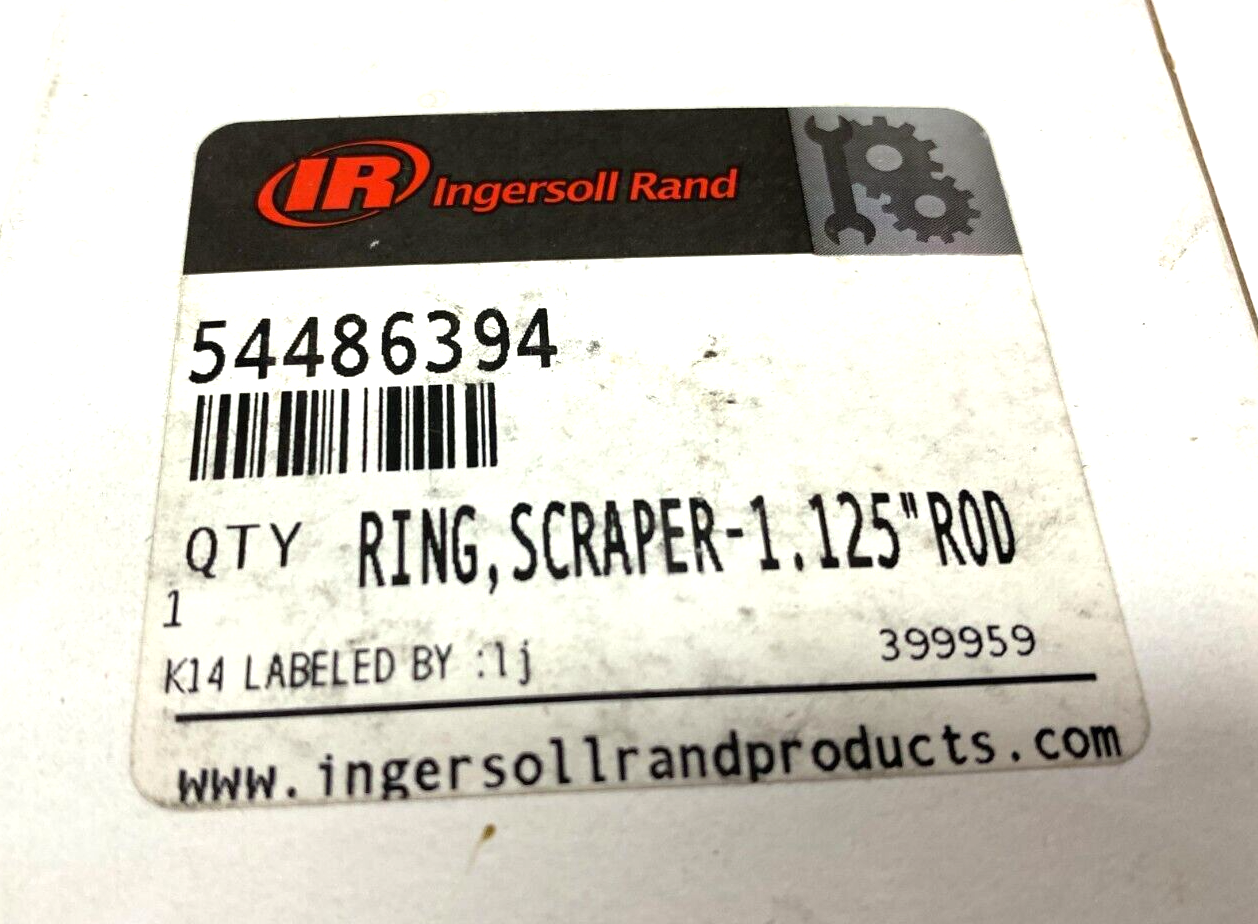 IR Ingersoll Rand
54486394
QTY RING,SCRAPER-1.125"ROD
1
K14 LABELED BY :lj 399959
www.ingersollrandproducts.com